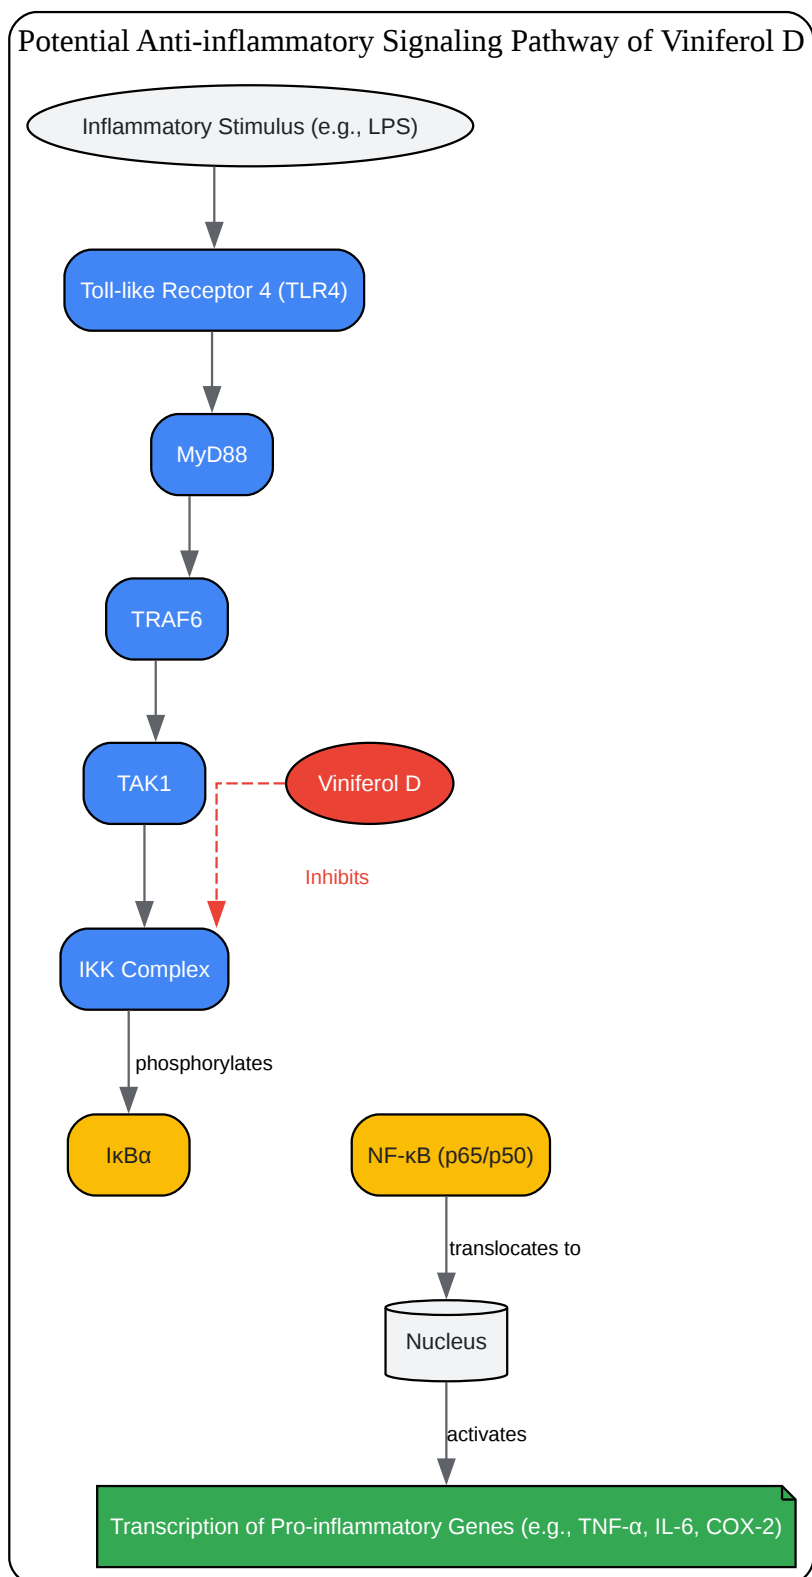 Potential Anti-inflammatory Signaling Pathway of Viniferol D
Inflammatory Stimulus (e.g., LPS)
Toll-like Receptor 4 (TLR4)
MyD88
TRAF6
TAK1
Viniferol D
Inhibits
IKK Complex
phosphorylates
IκBα
NF-κB (p65/p50)
translocates to
Nucleus
activates
Transcription of Pro-inflammatory Genes (e.g., TNF-α, IL-6, COX-2)